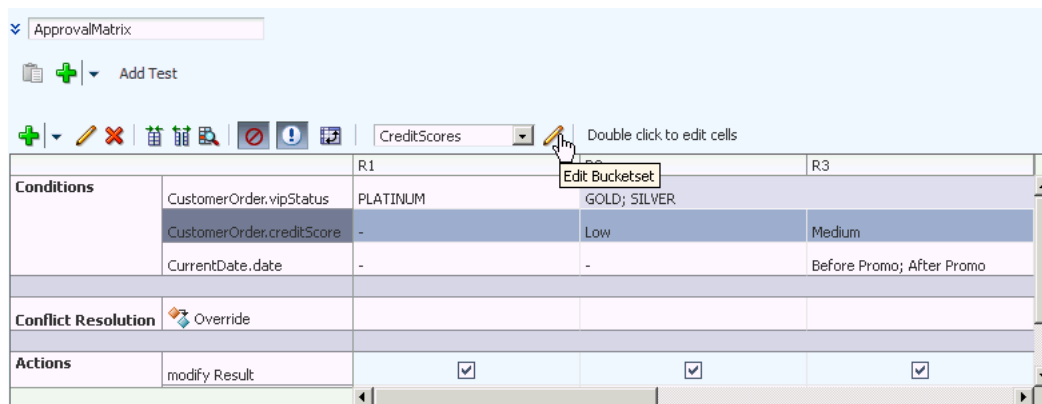 ApprovalMatrix
Add Test
CreditScores Double click to edit cells
R1 R3
Edit Bucketset
Conditions CustomerOrder.vipStatus PLATINUM GOLD; SILVER
CustomerOrder.creditScore - Low Medium
CurrentDate.date - - Before Promo; After Promo
Conflict Resolution Override
Actions modify Result